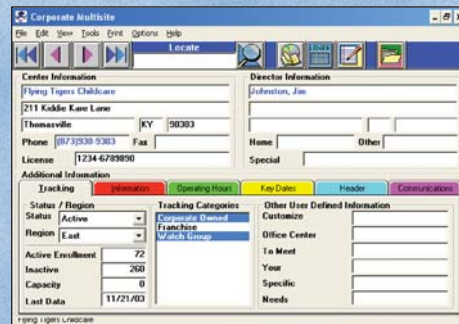 Corporate Multisite
File Edit View Tools Print Options Help
Locate
Center Information
Flying Tigers Childcare
211 Kiddie Kare Lane
Thomasville KY 98383
Phone (873)938-9383 Fax
License 1234-6789890
Director Information
Johnston, Jan
Home Other
Special
Additional Information
Tracking Information Operating Hours Key Dates Header Communications
Status / Region
Status Active
Region East
Active Enrollment 72
Inactive 260
Capacity 0
Last Data 11/21/03
Tracking Categories
Corporate Owned
Franchise
Watch Group
Other User Defined Information
Customize
Office Center
To Meet
Your
Specific
Needs
Flying Tigers Childcare